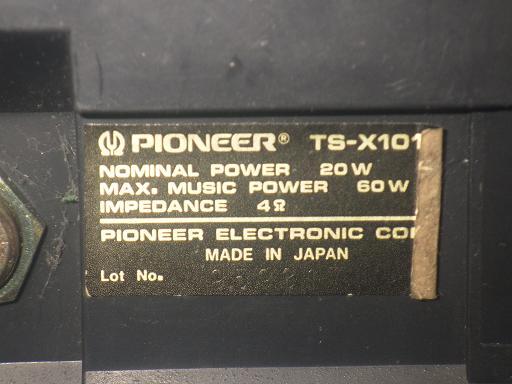 PIONEER® TS-X101
NOMINAL POWER 20W
MAX. MUSIC POWER 60W
IMPEDANCE 4Ω
PIONEER ELECTRONIC
MADE IN JAPAN
Lot No.